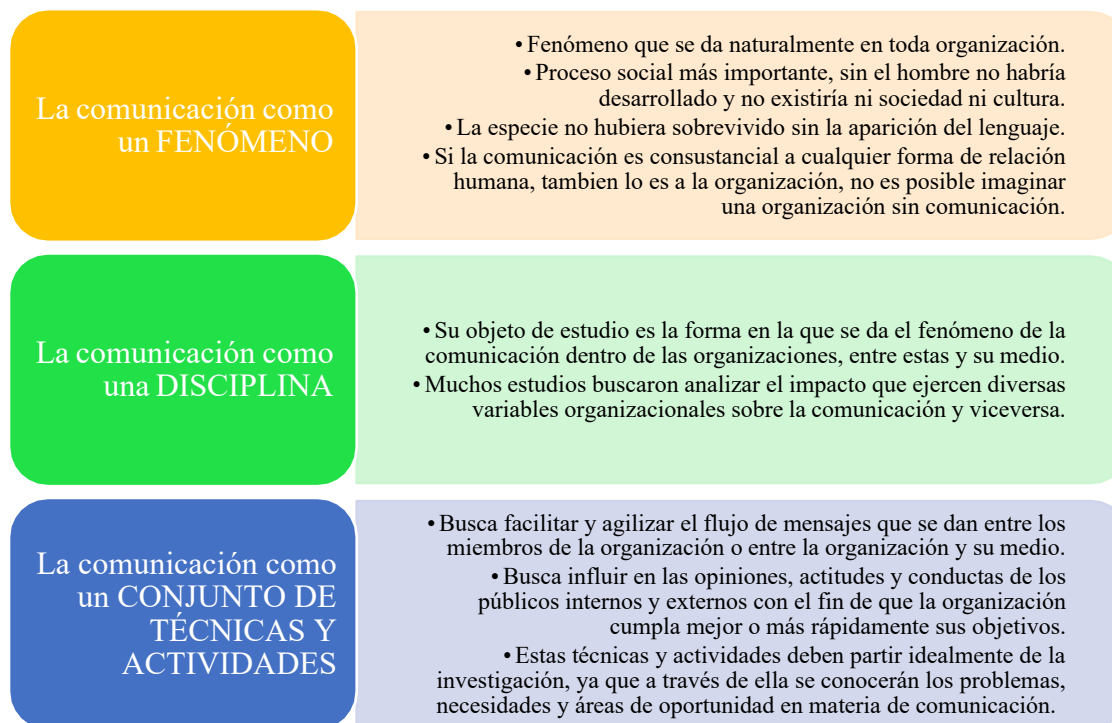 La comunicación como
un FENÓMENO
• Fenómeno que se da naturalmente en toda organización.
• Proceso social más importante, sin el hombre no habría
desarrollado y no existiría ni sociedad ni cultura.
• La especie no hubiera sobrevivido sin la aparición del lenguaje.
• Si la comunicación es consustancial a cualquier forma de relación
humana, tambien lo es a la organización, no es posible imaginar
una organización sin comunicación.
La comunicación como
una DISCIPLINA
• Su objeto de estudio es la forma en la que se da el fenómeno de la
comunicación dentro de las organizaciones, entre estas y su medio.
• Muchos estudios buscaron analizar el impacto que ejercen diversas
variables organizacionales sobre la comunicación y viceversa.
La comunicación como
un CONJUNTO DE
TÉCNICAS Y
ACTIVIDADES
• Busca facilitar y agilizar el flujo de mensajes que se dan entre los
miembros de la organización o entre la organización y su medio.
• Busca influir en las opiniones, actitudes y conductas de los
públicos internos y externos con el fin de que la organización
cumpla mejor o más rápidamente sus objetivos.
• Estas técnicas y actividades deben partir idealmente de la
investigación, ya que a través de ella se conocerán los problemas,
necesidades y áreas de oportunidad en materia de comunicación.